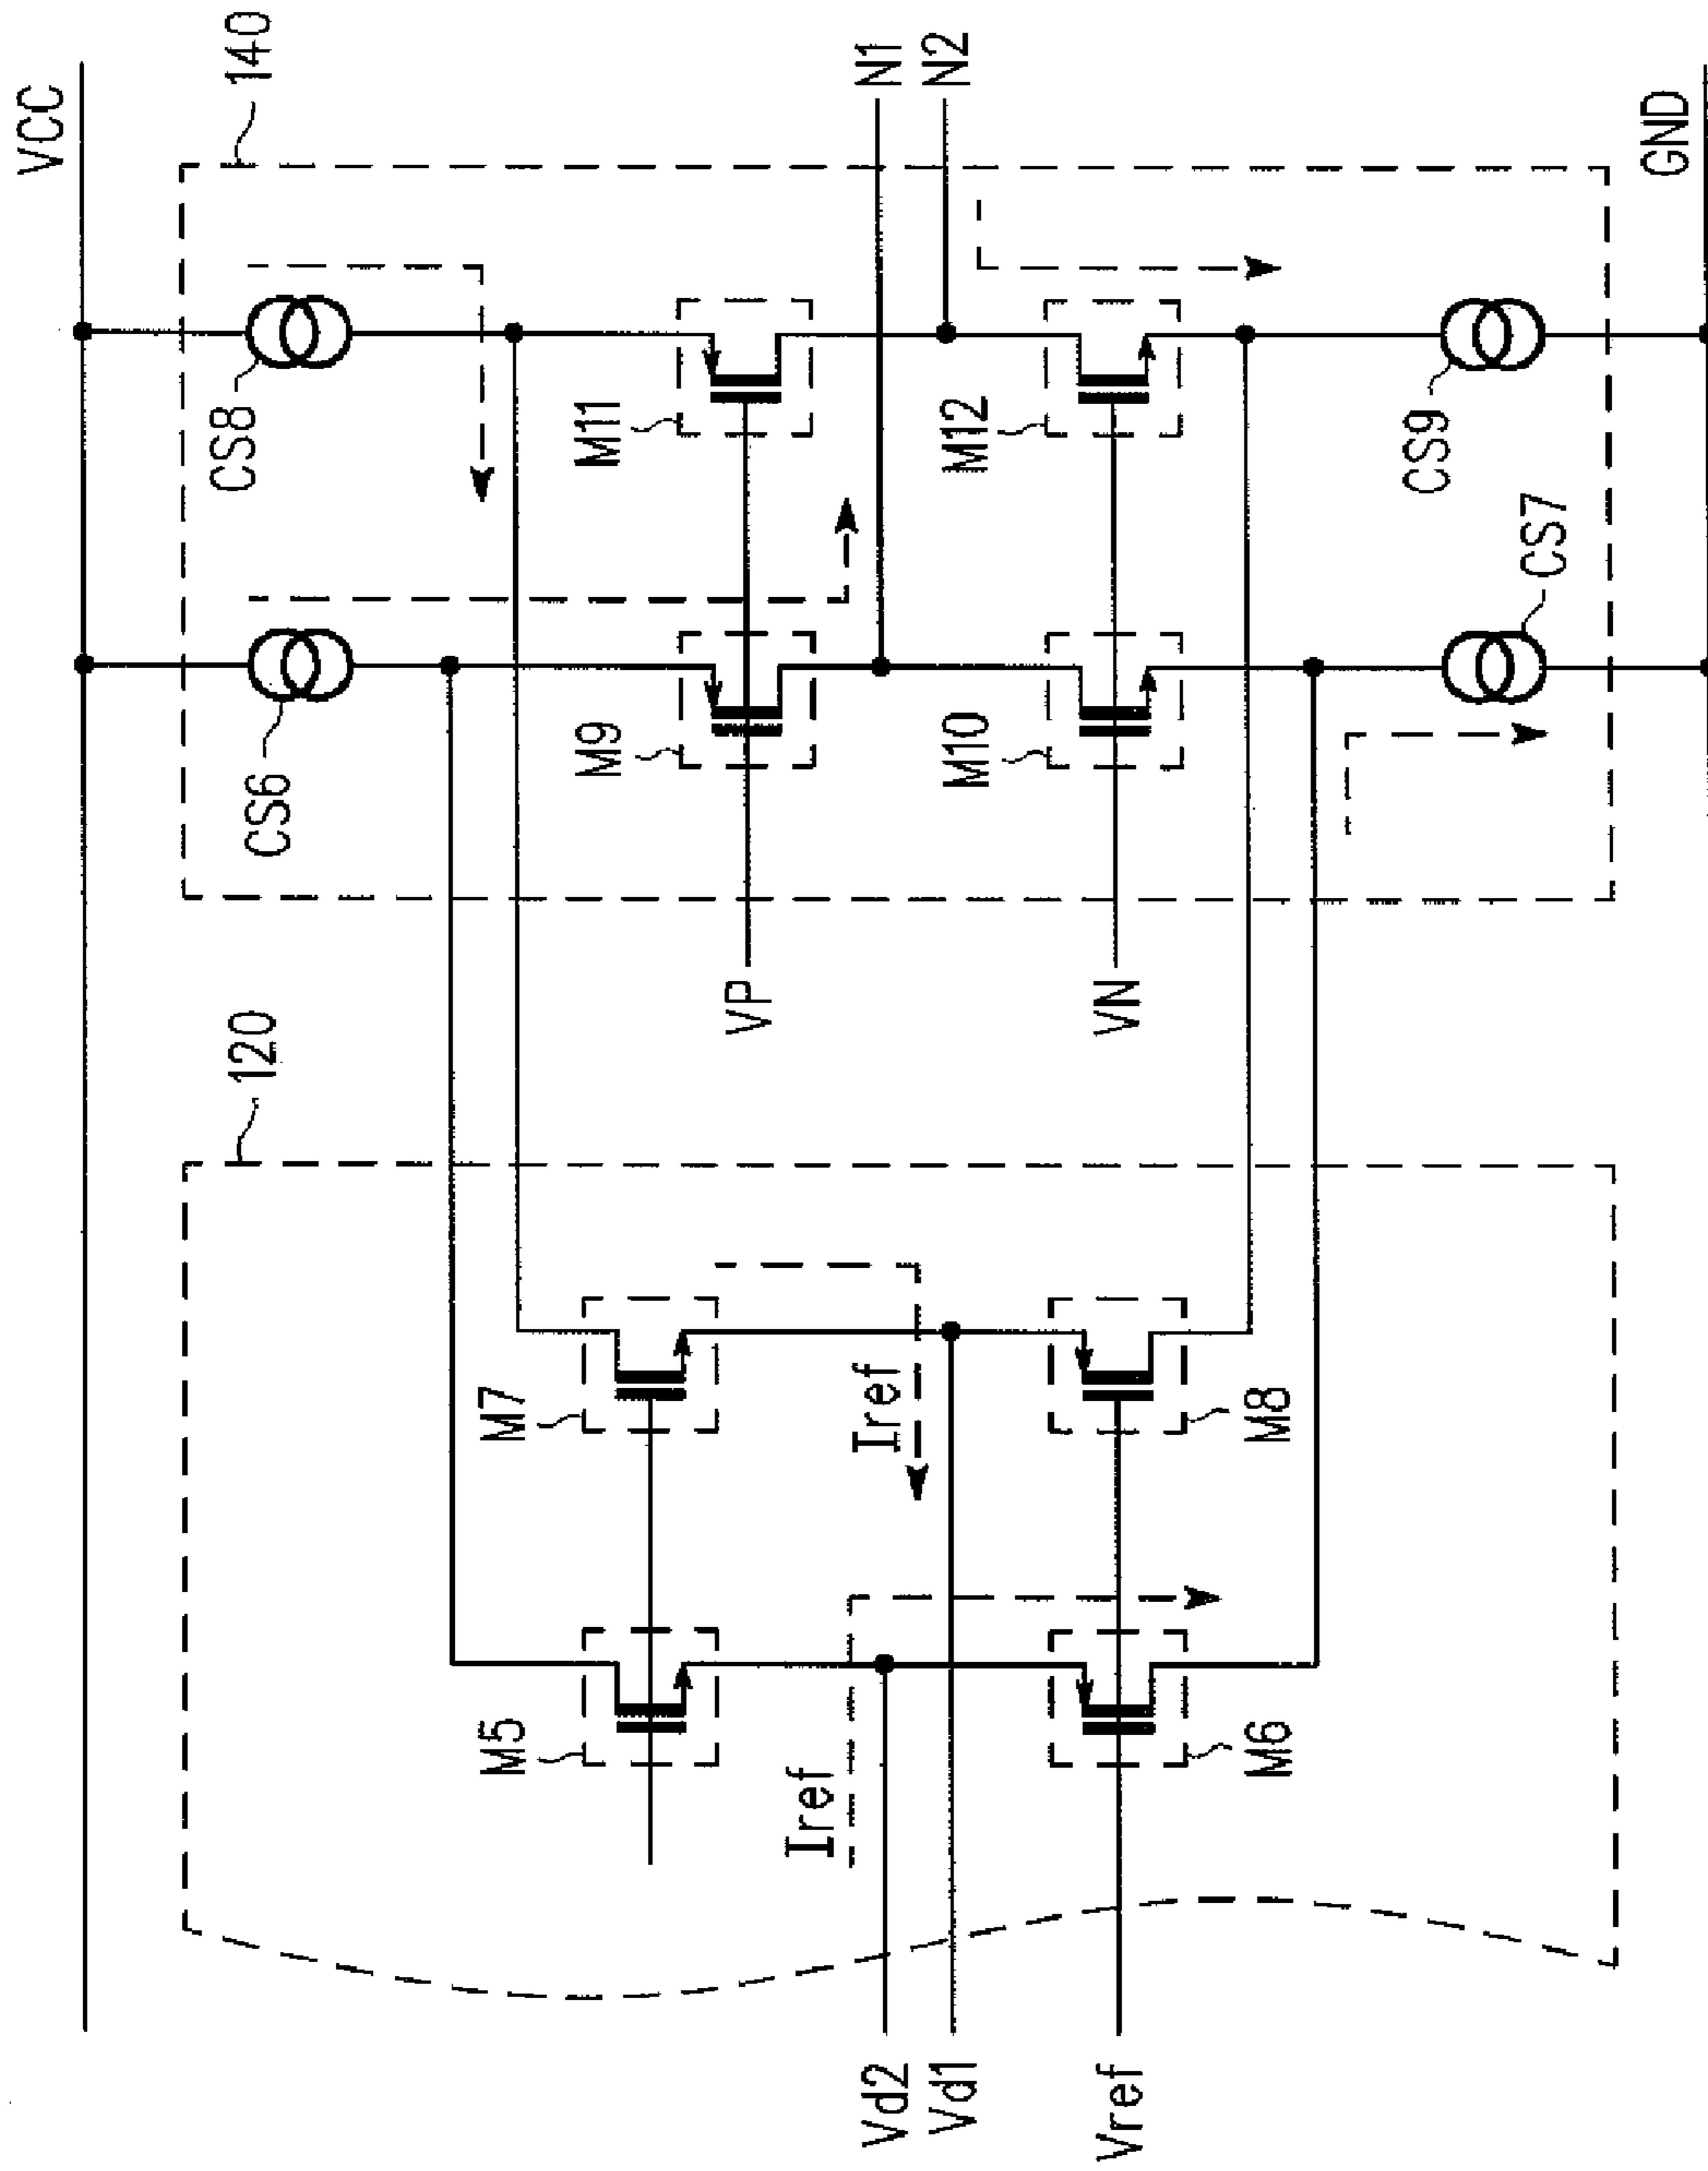 VCC
140
CS8
CS6
M11
M9
N1
N2
M12
M10
CS9
CS7
GND
VP
VN
120
M7
M5
Iref
Iref
M8
M6
Vd2
Vd1
Vref